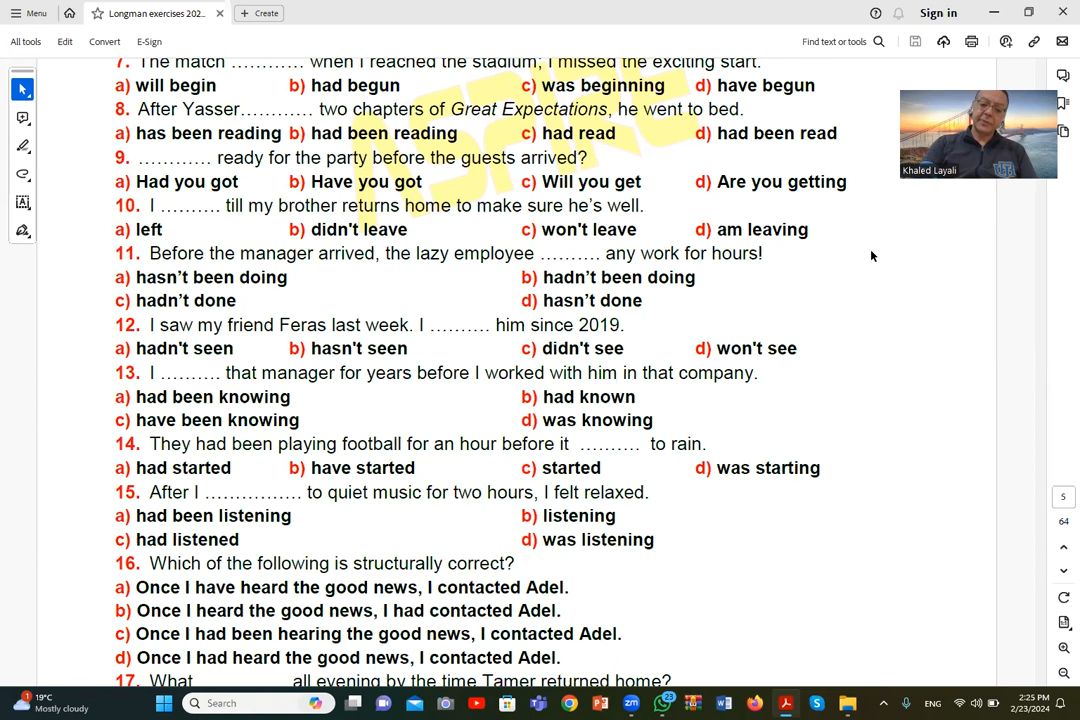 Menu
Longman exercises 202...
Create
Sign in
All tools Edit Convert E-Sign
Find text or tools
7. The match ………… when I reached the stadium; I missed the exciting start.
a) will begin b) had begun c) was beginning d) have begun
8. After Yasser………… two chapters of Great Expectations, he went to bed.
a) has been reading b) had been reading c) had read d) had been read
9. ………… ready for the party before the guests arrived?
a) Had you got b) Have you got c) Will you get d) Are you getting
10. I ………. till my brother returns home to make sure he's well.
a) left b) didn't leave c) won't leave d) am leaving
11. Before the manager arrived, the lazy employee ………. any work for hours!
a) hasn't been doing b) hadn't been doing
c) hadn't done d) hasn't done
12. I saw my friend Feras last week. I ………. him since 2019.
a) hadn't seen b) hasn't seen c) didn't see d) won't see
13. I ………. that manager for years before I worked with him in that company.
a) had been knowing b) had known
c) have been knowing d) was knowing
14. They had been playing football for an hour before it ………. to rain.
a) had started b) have started c) started d) was starting
15. After I ……………. to quiet music for two hours, I felt relaxed.
a) had been listening b) listening
c) had listened d) was listening
16. Which of the following is structurally correct?
a) Once I have heard the good news, I contacted Adel.
b) Once I heard the good news, I had contacted Adel.
c) Once I had been hearing the good news, I contacted Adel.
d) Once I had heard the good news, I contacted Adel.
17. What all evening by the time Tamer returned home?
ASPIRE
Khaled Layali
5
64
19°C
Mostly cloudy
Search
23
ENG
2:25 PM
2/23/2024